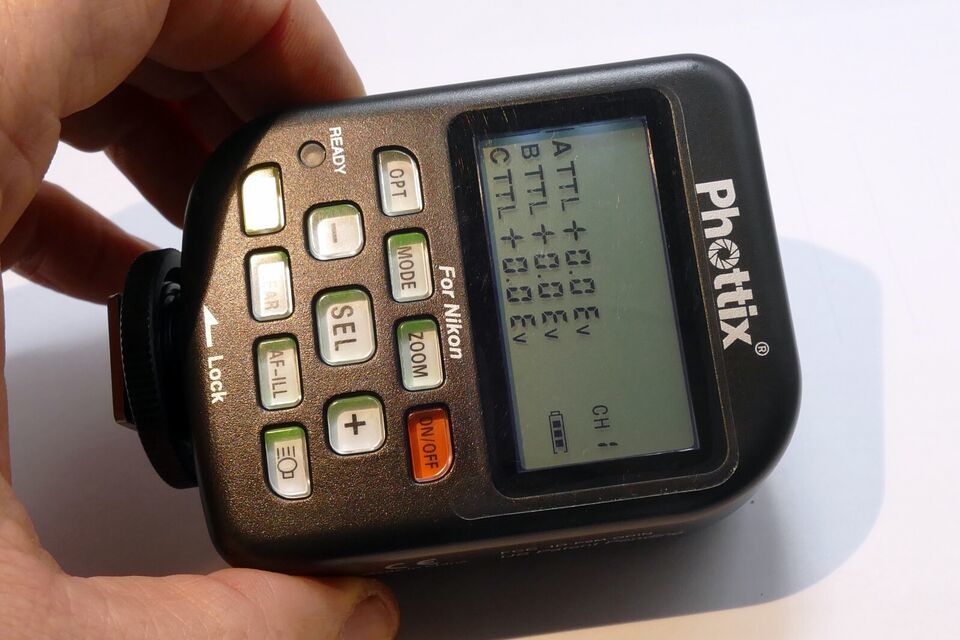 Phottix®
A TTL +0.0Ev CH 1
B TTL +0.0Ev
C TTL +0.0Ev
For Nikon
OPT MODE ZOOM ON/OFF
READY
- SEL +
AF-ILL
Lock